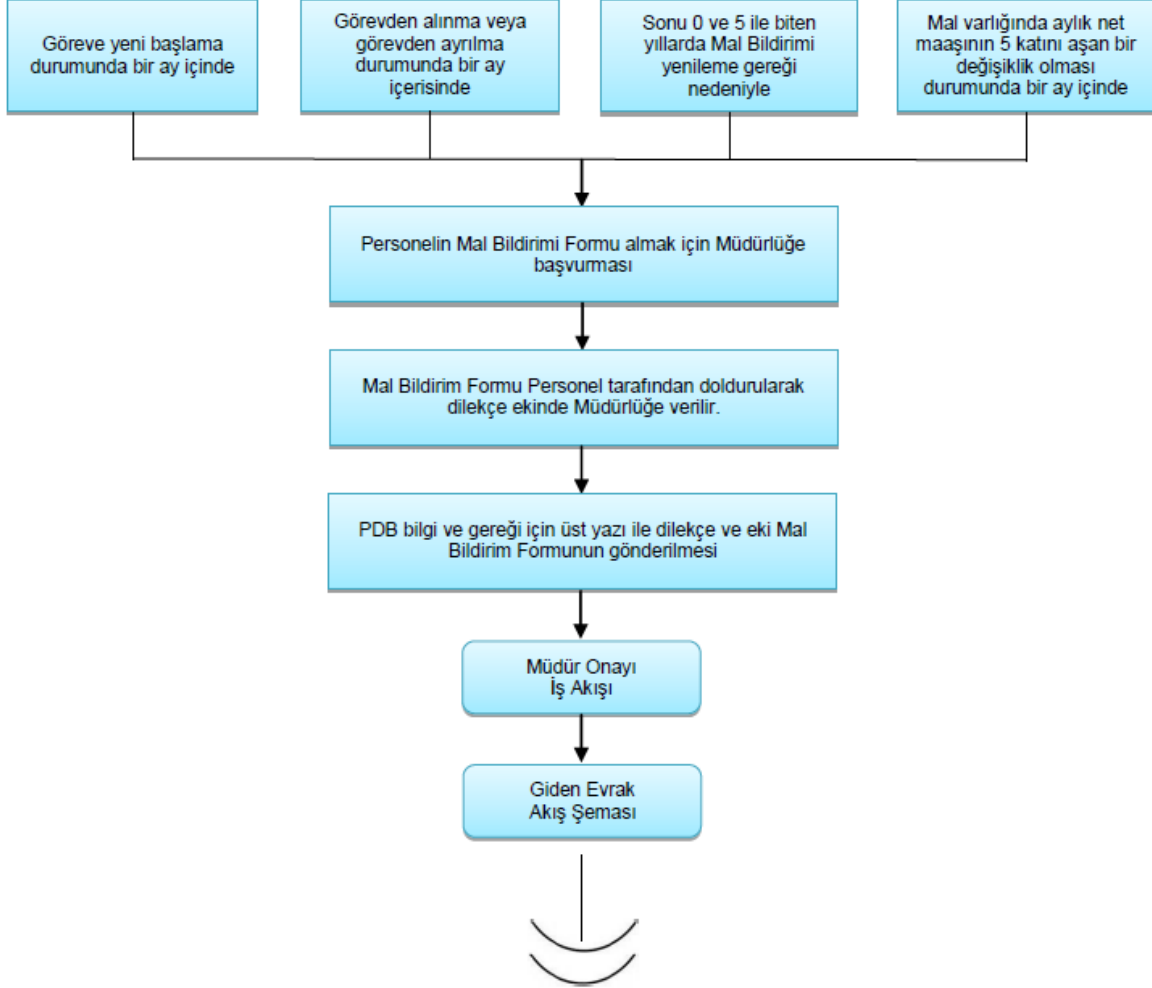 Göreve yeni başlama
durumunda bir ay içinde
Görevden alınma veya
görevden ayrılma
durumunda bir ay
içerisinde
Sonu 0 ve 5 ile biten
yıllarda Mal Bildirimi
yenileme gereği
nedeniyle
Mal varlığında aylık net
maaşının 5 katını aşan bir
değişiklik olması
durumunda bir ay içinde
Personelin Mal Bildirimi Formu almak için Müdürlüğe
başvurması
Mal Bildirim Formu Personel tarafından doldurularak
dilekçe ekinde Müdürlüğe verilir.
PDB bilgi ve gereği için üst yazı ile dilekçe ve eki Mal
Bildirim Formunun gönderilmesi
Müdür Onayı
İş Akışı
Giden Evrak
Akış Şeması